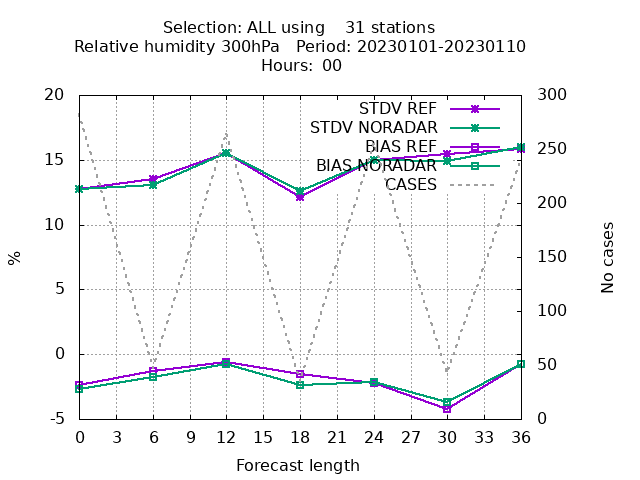 Selection: ALL using    31 stations
Relative humidity 300hPa   Period: 20230101-20230110
Hours: 00
STDV REF
STDV NORADAR
BIAS REF
BIAS NORADAR
CASES
20
15
10
5
0
-5
%
300
250
200
150
100
50
0
No cases
0 3 6 9 12 15 18 21 24 27 30 33 36
Forecast length